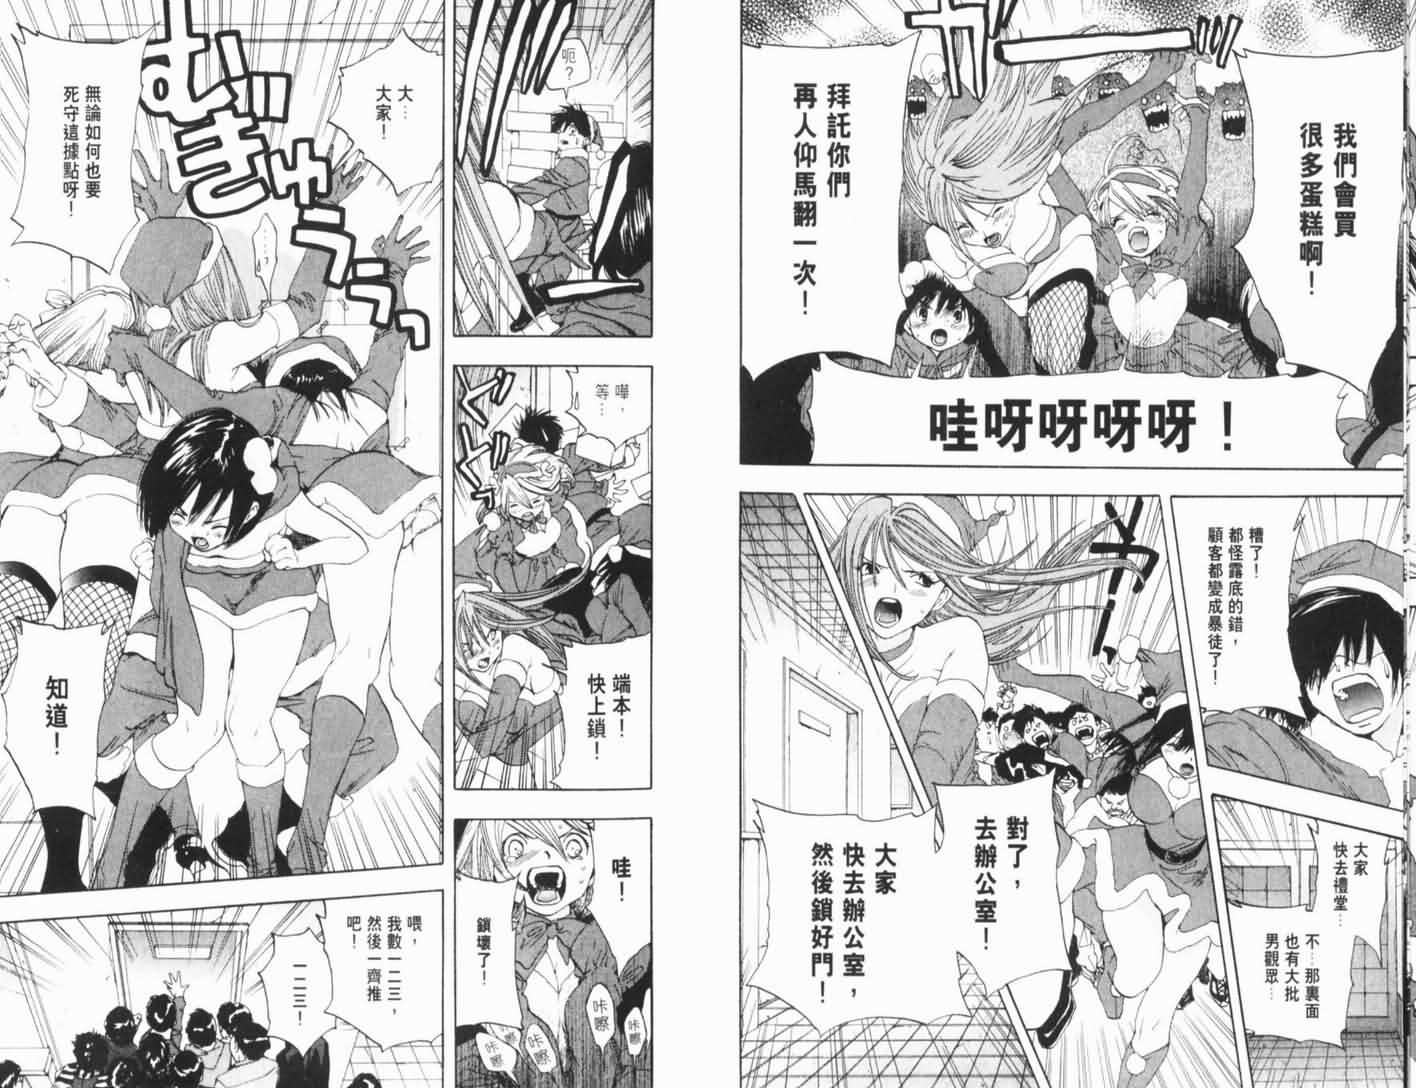 ガーーッ
我們會買
很多蛋糕啊！
拜託你們
再人仰馬翻一次！
哇呀呀呀呀！
糟了！
都怪露底的錯，
顧客都變成暴徒了！
大家
快去禮堂…
不…那裏面
也有大批
男觀眾…
對了，
去辦公室！
大家
快去辦公室，
然後鎖好門！
呃？
嘩，
等…
端本！
快上鎖！
哇！
鎖壞了！
咔嚓
咔嚓
咔嚓
咔嚓
大…
大家！
無論如何也要
死守這據點呀！
むぎゅううっ
…
知道！
喂，
我數一二三，
然後一齊推
吧！
一二三！